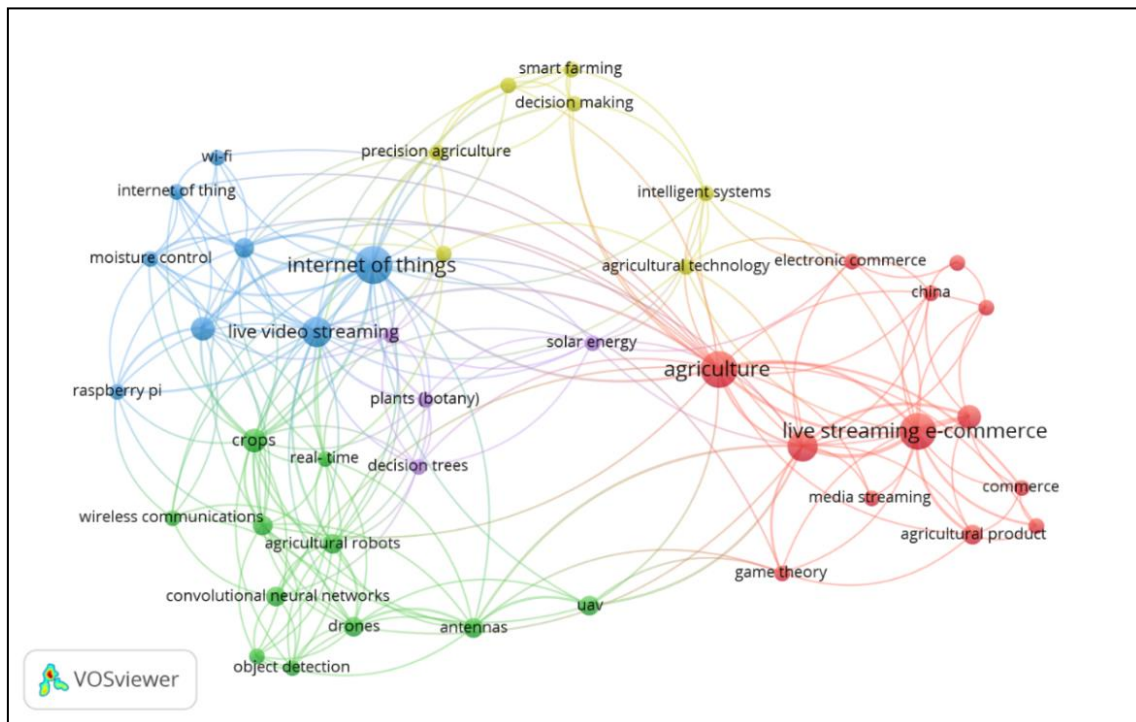 smart farming
decision making
precision agriculture
wi-fi
internet of thing
intelligent systems
moisture control
internet of things
agricultural technology
electronic commerce
china
live video streaming
solar energy
agriculture
raspberry pi
plants (botany)
crops
live streaming e-commerce
real- time
decision trees
media streaming
commerce
wireless communications
agricultural robots
agricultural product
game theory
convolutional neural networks
uav
drones
antennas
object detection
VOSviewer